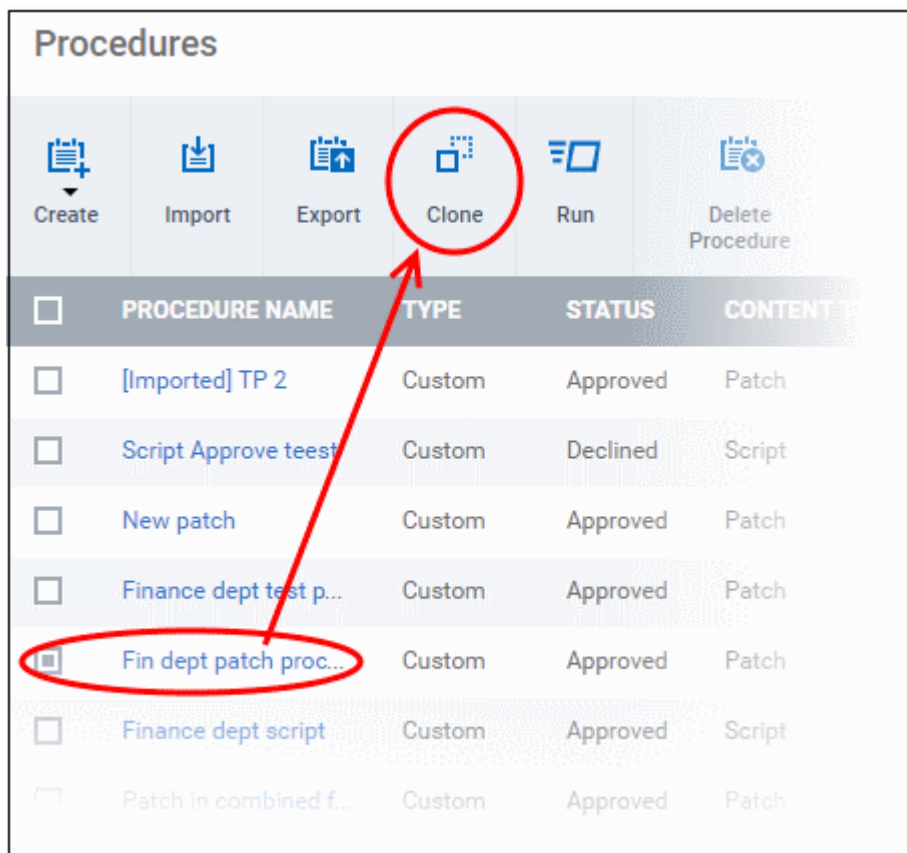 Procedures
Create
Import
Export
Clone
Run
Delete
Procedure
PROCEDURE NAME TYPE STATUS CONTENT T
[Imported] TP 2 Custom Approved Patch
Script Approve teest Custom Declined Script
New patch Custom Approved Patch
Finance dept test p... Custom Approved Patch
Fin dept patch proc... Custom Approved Patch
Finance dept script Custom Approved Script
Patch in combined f... Custom Approved Patch